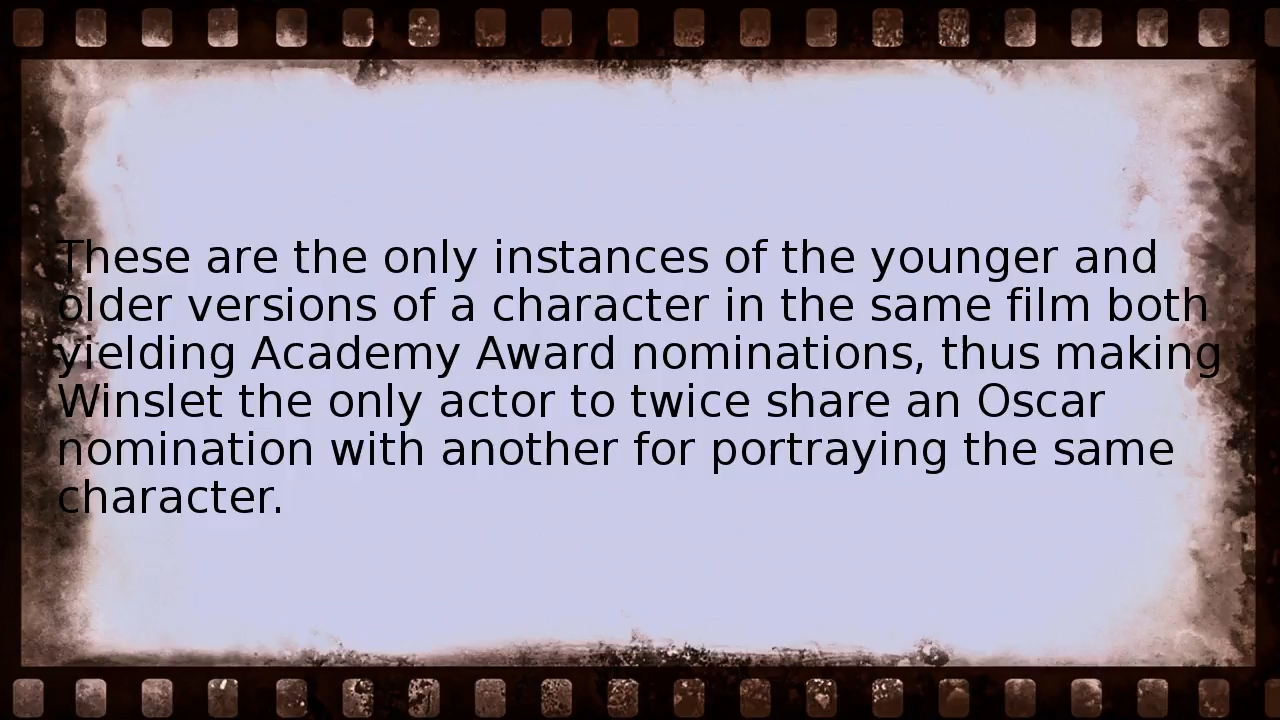 These are the only instances of the younger and
older versions of a character in the same film both
yielding Academy Award nominations, thus making
Winslet the only actor to twice share an Oscar
nomination with another for portraying the same
character.